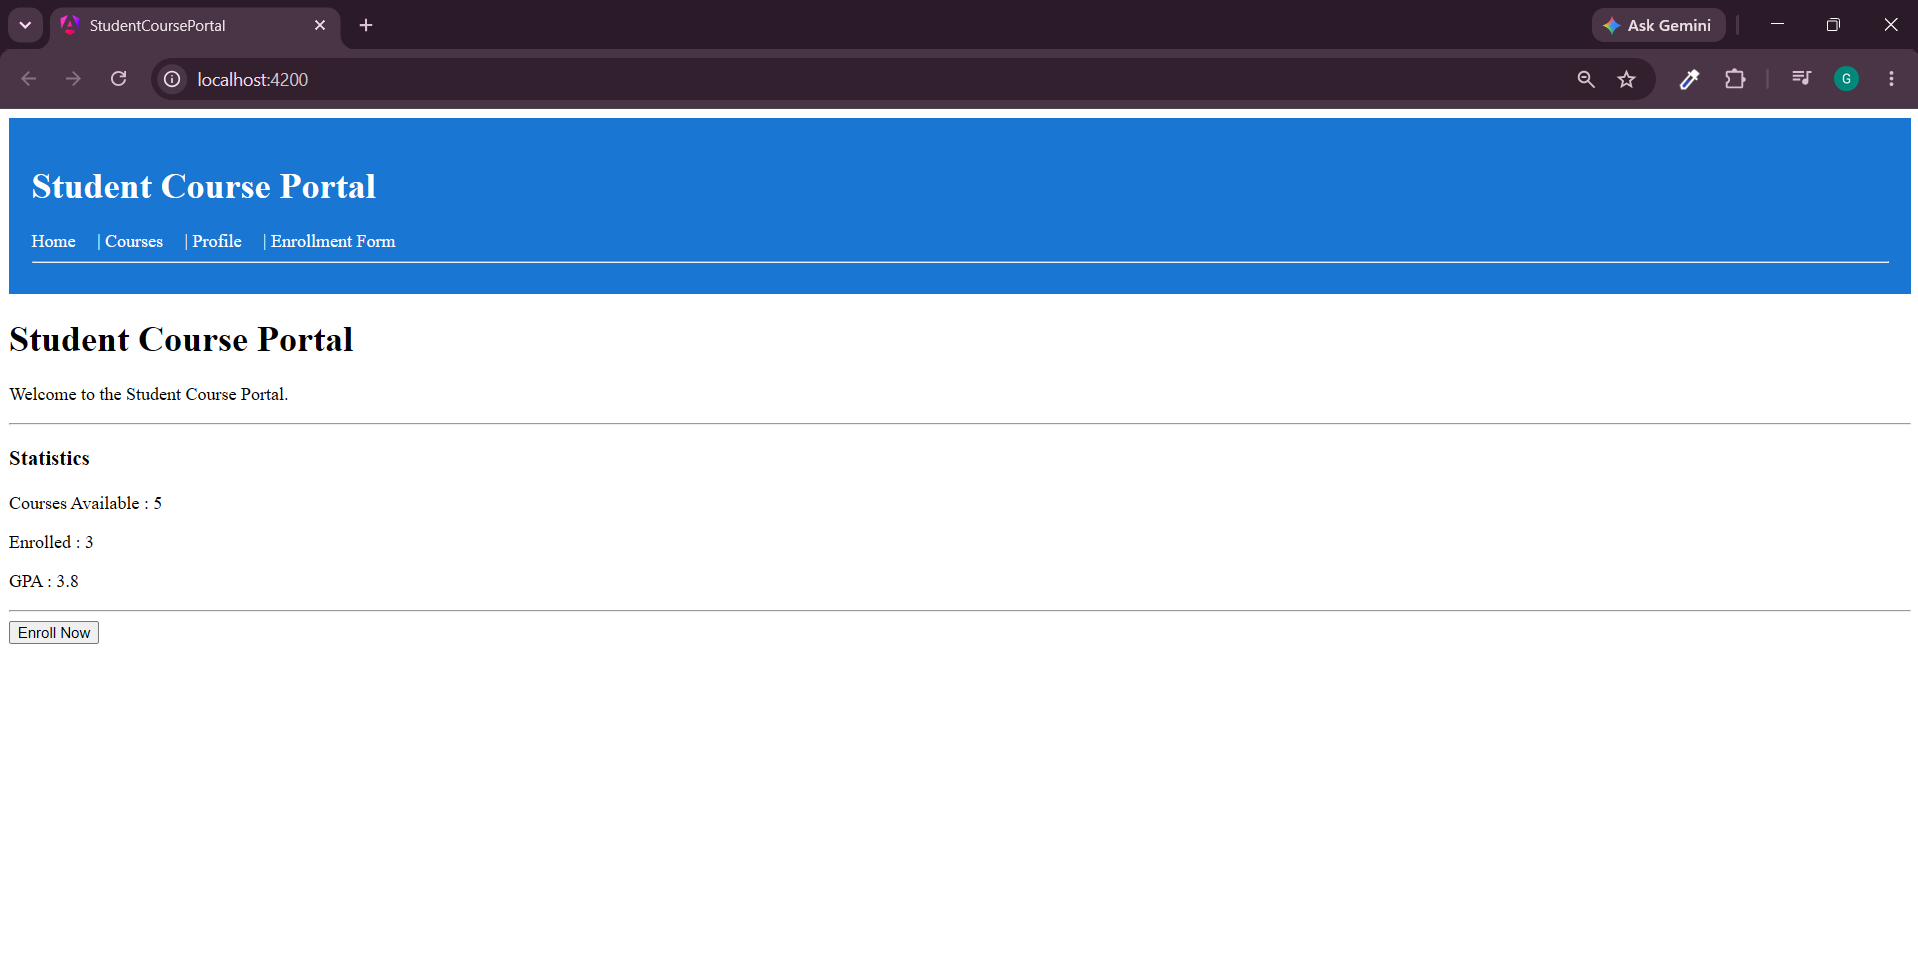 StudentCoursePortal
Ask Gemini
localhost:4200
G
Student Course Portal
Home | Courses | Profile | Enrollment Form
Student Course Portal
Welcome to the Student Course Portal.
Statistics
Courses Available : 5
Enrolled : 3
GPA : 3.8
Enroll Now